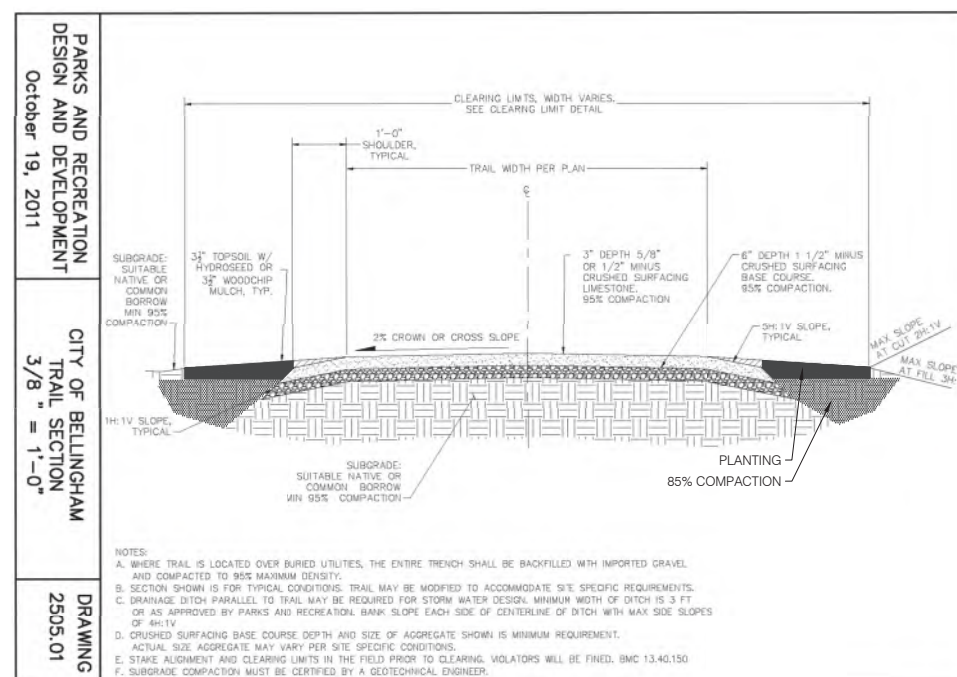 PARKS AND RECREATION
DESIGN AND DEVELOPMENT
October 19, 2011
CITY OF BELLINGHAM
TRAIL SECTION
3/8" = 1'-0"
DRAWING
2505.01
CLEARING LIMITS, WIDTH VARIES.
SEE CLEARING LIMIT DETAIL
1'-0"
SHOULDER,
TYPICAL
TRAIL WIDTH PER PLAN
℄
SUBGRADE:
SUITABLE
NATIVE OR
COMMON
BORROW
MIN 95%
COMPACTION
3½" TOPSOIL W/
HYDROSEED OR
3½" WOODCHIP
MULCH, TYP.
3" DEPTH 5/8"
OR 1/2" MINUS
CRUSHED SURFACING
LIMESTONE.
95% COMPACTION
6" DEPTH 1 1/2" MINUS
CRUSHED SURFACING
BASE COURSE.
95% COMPACTION.
2% CROWN OR CROSS SLOPE
5H:1V SLOPE,
TYPICAL
MAX SLOPE
AT CUT 2H:1V
MAX SLOPE
AT FILL 3H:
1H:1V SLOPE,
TYPICAL
SUBGRADE:
SUITABLE NATIVE OR
COMMON BORROW
MIN 95% COMPACTION
PLANTING
85% COMPACTION
NOTES:
A. WHERE TRAIL IS LOCATED OVER BURIED UTILITIES, THE ENTIRE TRENCH SHALL BE BACKFILLED WITH IMPORTED GRAVEL
AND COMPACTED TO 95% MAXIMUM DENSITY.
B. SECTION SHOWN IS FOR TYPICAL CONDITIONS. TRAIL MAY BE MODIFIED TO ACCOMMODATE SITE SPECIFIC REQUIREMENTS.
C. DRAINAGE DITCH PARALLEL TO TRAIL MAY BE REQUIRED FOR STORM WATER DESIGN. MINIMUM WIDTH OF DITCH IS 3 FT
OR AS APPROVED BY PARKS AND RECREATION. BANK SLOPE EACH SIDE OF CENTERLINE OF DITCH WITH MAX SIDE SLOPES
OF 4H:1V
D. CRUSHED SURFACING BASE COURSE DEPTH AND SIZE OF AGGREGATE SHOWN IS MINIMUM REQUIREMENT.
ACTUAL SIZE AGGREGATE MAY VARY PER SITE SPECIFIC CONDITIONS.
E. STAKE ALIGNMENT AND CLEARING LIMITS IN THE FIELD PRIOR TO CLEARING. VIOLATORS WILL BE FINED. BMC 13.40.150
F. SUBGRADE COMPACTION MUST BE CERTIFIED BY A GEOTECHNICAL ENGINEER.